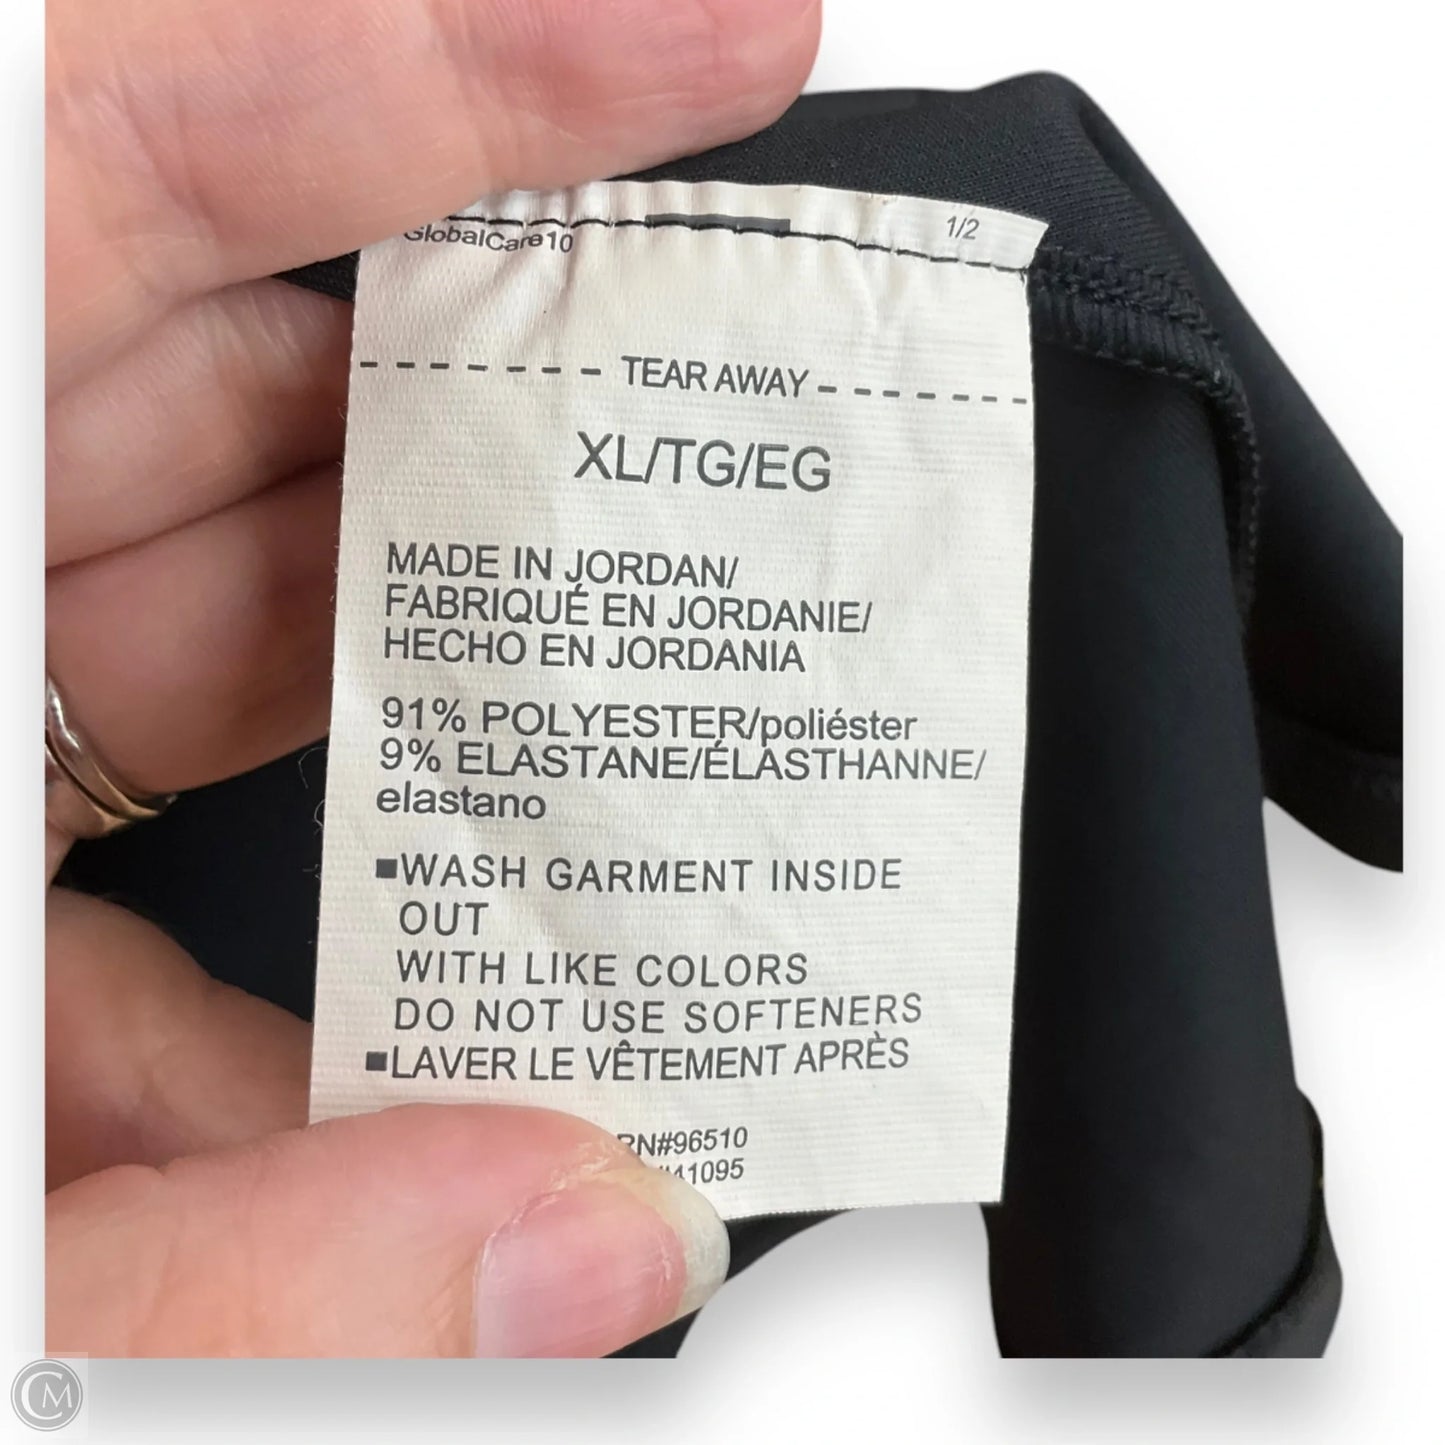 GlobalCare10
1/2
TEAR AWAY
XL/TG/EG
MADE IN JORDAN/
FABRIQUÉ EN JORDANIE/
HECHO EN JORDANIA
91% POLYESTER/poliéster
9% ELASTANE/ÉLASTHANNE/
elastano
■WASH GARMENT INSIDE
OUT
WITH LIKE COLORS
DO NOT USE SOFTENERS
■LAVER LE VÊTEMENT APRÈS
RN#96510
CM